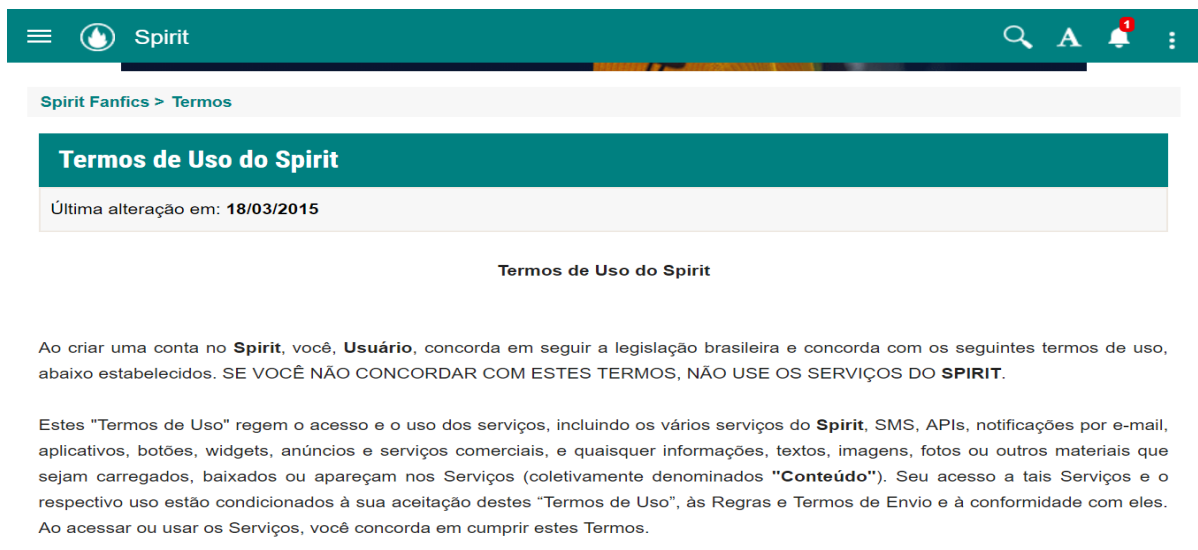 Spirit
A
1
Spirit Fanfics > Termos
Termos de Uso do Spirit
Última alteração em: 18/03/2015
Termos de Uso do Spirit
Ao criar uma conta no Spirit, você, Usuário, concorda em seguir a legislação brasileira e concorda com os seguintes termos de uso,
abaixo estabelecidos. SE VOCÊ NÃO CONCORDAR COM ESTES TERMOS, NÃO USE OS SERVIÇOS DO SPIRIT.
Estes "Termos de Uso" regem o acesso e o uso dos serviços, incluindo os vários serviços do Spirit, SMS, APIs, notificações por e-mail,
aplicativos, botões, widgets, anúncios e serviços comerciais, e quaisquer informações, textos, imagens, fotos ou outros materiais que
sejam carregados, baixados ou apareçam nos Serviços (coletivamente denominados "Conteúdo"). Seu acesso a tais Serviços e o
respectivo uso estão condicionados à sua aceitação destes “Termos de Uso”, às Regras e Termos de Envio e à conformidade com eles.
Ao acessar ou usar os Serviços, você concorda em cumprir estes Termos.